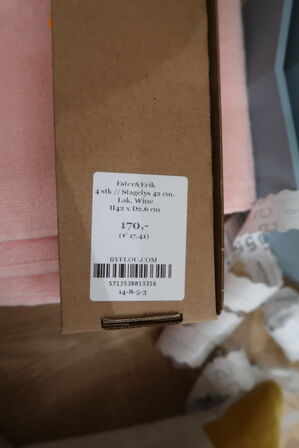 Ester&Erik
4 stk // Stagelys 42 cm.
Lak, Wine
H42 x D2.6 cm
170,-
(€ 17.41)
BYFLOU.COM
5713538013316
14-8-5-3